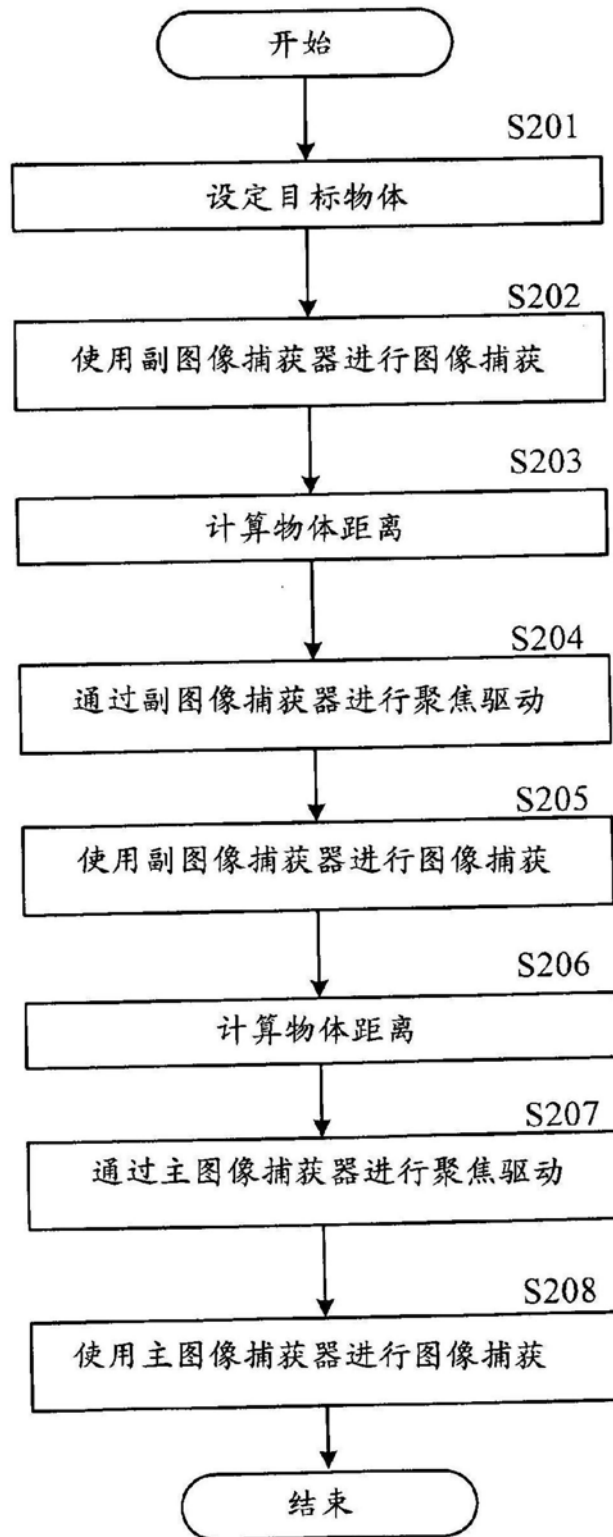 开始
S201
设定目标物体
S202
使用副图像捕获器进行图像捕获
S203
计算物体距离
S204
通过副图像捕获器进行聚焦驱动
S205
使用副图像捕获器进行图像捕获
S206
计算物体距离
S207
通过主图像捕获器进行聚焦驱动
S208
使用主图像捕获器进行图像捕获
结束